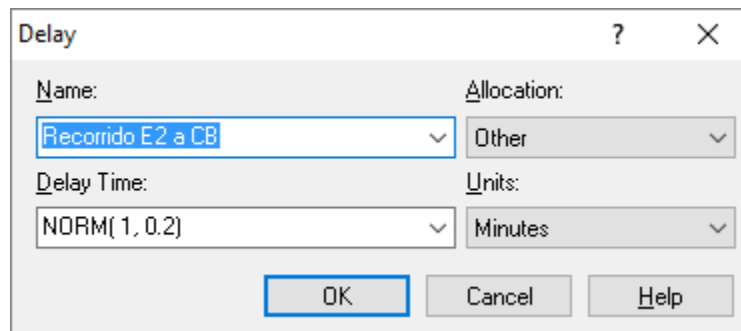 Delay ?
Name: Allocation:
Recorrido E2 a CB Other
Delay Time: Units:
NORM( 1, 0.2) Minutes
OK Cancel Help